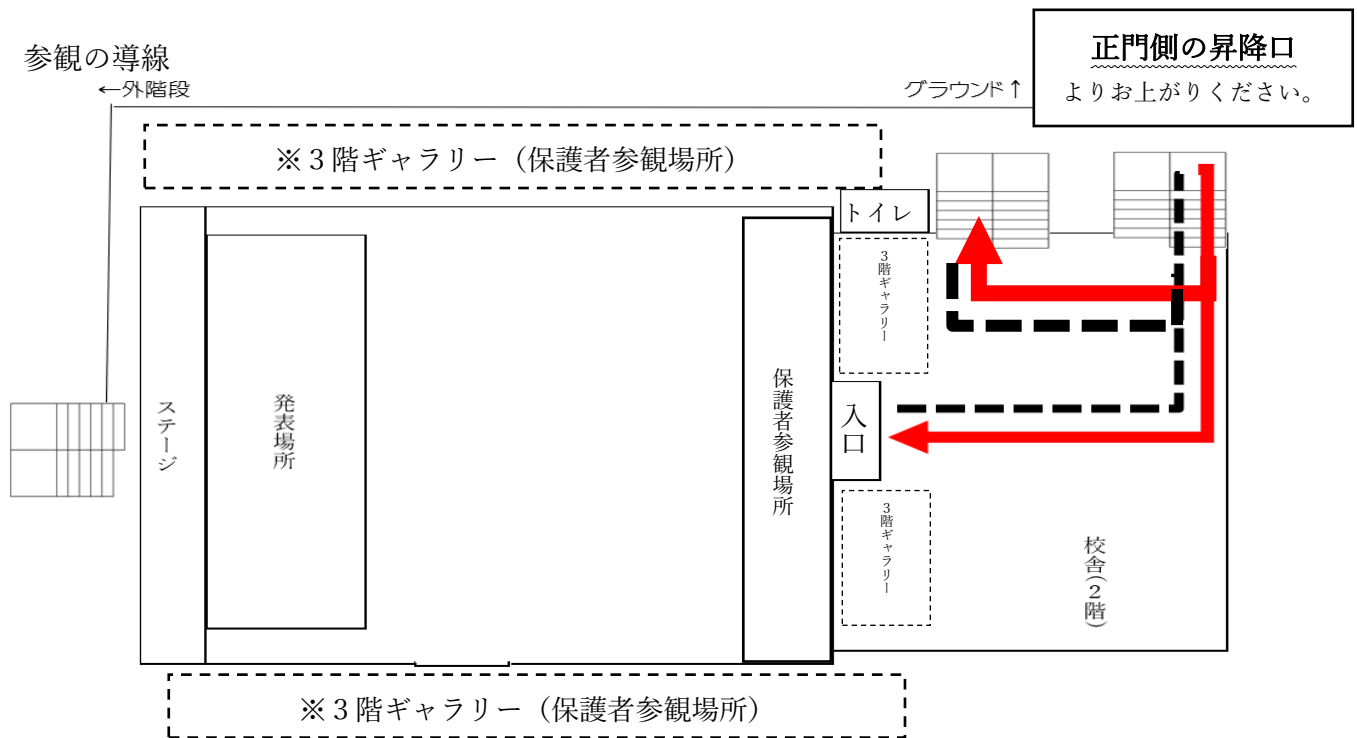 参観の導線
←外階段
グラウンド↑
正門側の昇降口
よりお上がりください。
※３階ギャラリー（保護者参観場所）
トイレ
3階ギャラリー
ステージ
発表場所
保護者参観場所
入口
3階ギャラリー
校舎(2階)
※３階ギャラリー（保護者参観場所）